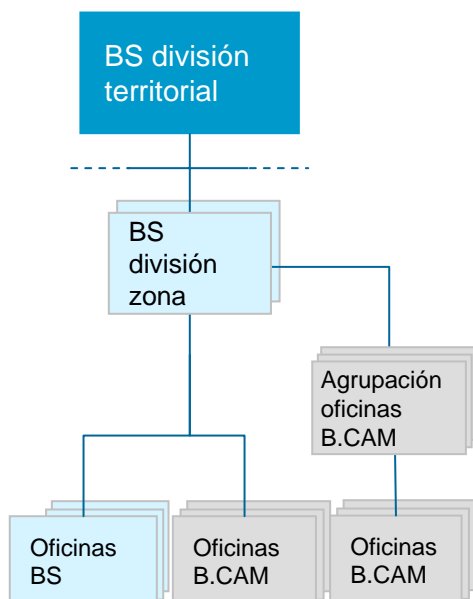 BS división
territorial
BS
división
zona
Agrupación
oficinas
B.CAM
Oficinas
BS
Oficinas
B.CAM
Oficinas
B.CAM